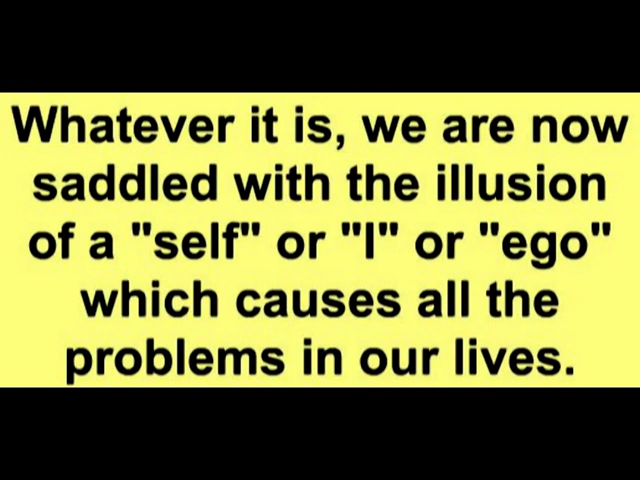 Whatever it is, we are now
saddled with the illusion
of a "self" or "I" or "ego"
which causes all the
problems in our lives.